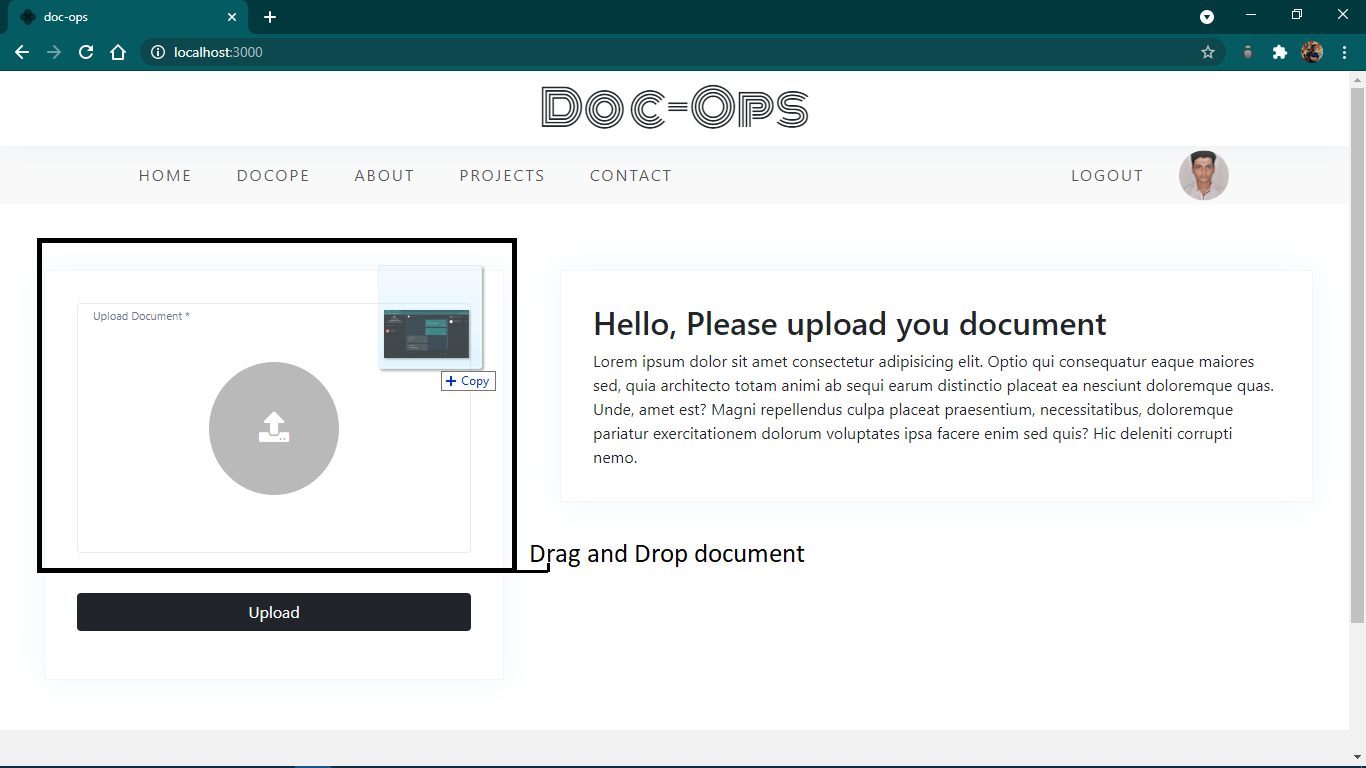 doc-ops
localhost:3000
Doc-Ops
HOME
DOCOPE
ABOUT
PROJECTS
CONTACT
LOGOUT
Upload Document *
Copy
Upload
Hello, Please upload you document
Lorem ipsum dolor sit amet consectetur adipisicing elit. Optio qui consequatur eaque maiores
sed, quia architecto totam animi ab sequi earum distinctio placeat ea nesciunt doloremque quas.
Unde, amet est? Magni repellendus culpa placeat praesentium, necessitatibus, doloremque
pariatur exercitationem dolorum voluptates ipsa facere enim sed quis? Hic deleniti corrupti
nemo.
Drag and Drop document